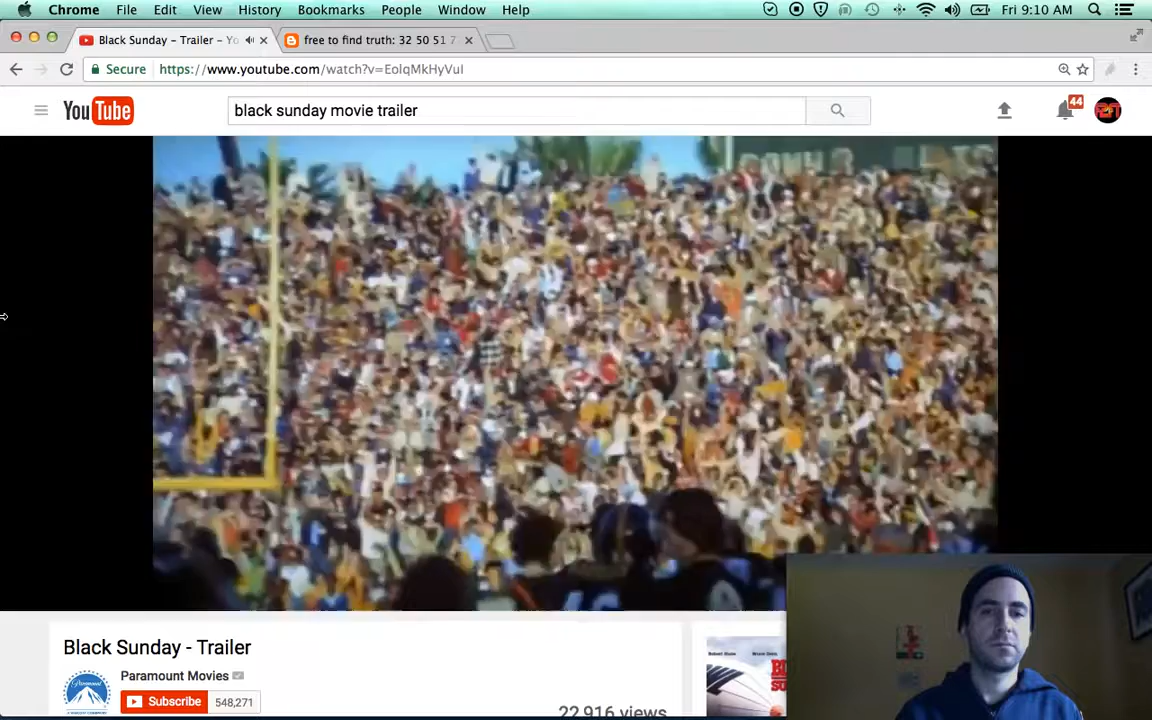 Chrome File Edit View History Bookmarks People Window Help Fri 9:10 AM
Black Sunday - Trailer - Yo
free to find truth: 32 50 51 7
Secure https://www.youtube.com/watch?v=EolqMkHyVuI
YouTube black sunday movie trailer 44
Black Sunday - Trailer
Paramount Movies
Subscribe 548,271
22,916 views